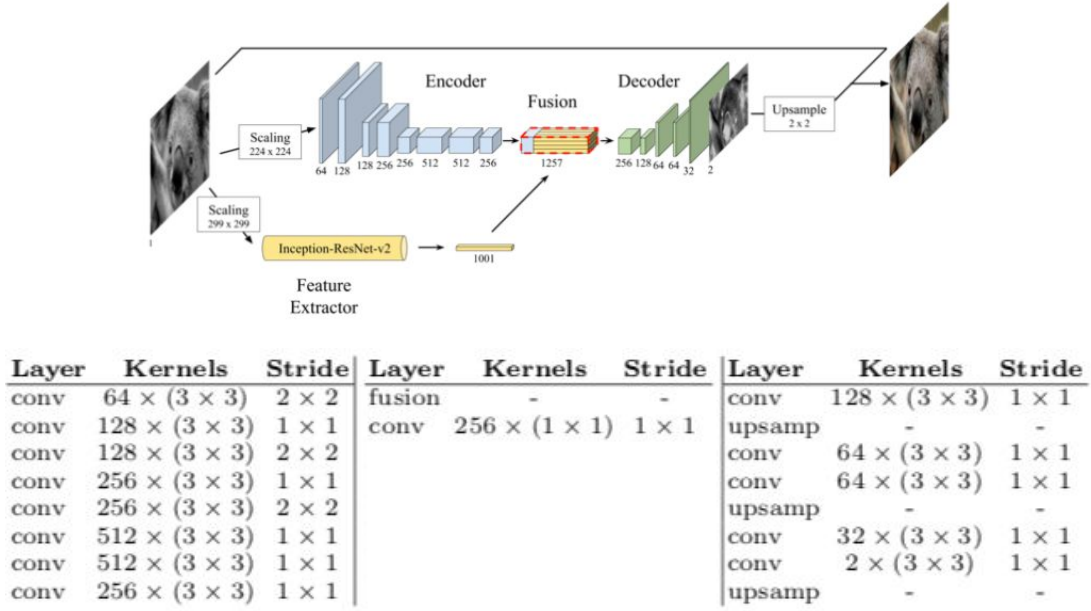 Encoder
Decoder
Fusion
Scaling
224 x 224
Upsample
2 x 2
64
128
128
256
256
512
512
256
1257
256
128
64
64
32
2
Scaling
299 x 299
Inception-ResNet-v2
1001
Feature
Extractor
Layer Kernels Stride Layer Kernels Stride Layer Kernels Stride
conv 64 × (3 × 3) 2 × 2 fusion - - conv 128 × (3 × 3) 1 × 1
conv 128 × (3 × 3) 1 × 1 conv 256 × (1 × 1) 1 × 1 upsamp - -
conv 128 × (3 × 3) 2 × 2 conv 64 × (3 × 3) 1 × 1
conv 256 × (3 × 3) 1 × 1 conv 64 × (3 × 3) 1 × 1
conv 256 × (3 × 3) 2 × 2 upsamp - -
conv 512 × (3 × 3) 1 × 1 conv 32 × (3 × 3) 1 × 1
conv 512 × (3 × 3) 1 × 1 conv 2 × (3 × 3) 1 × 1
conv 256 × (3 × 3) 1 × 1 upsamp - -